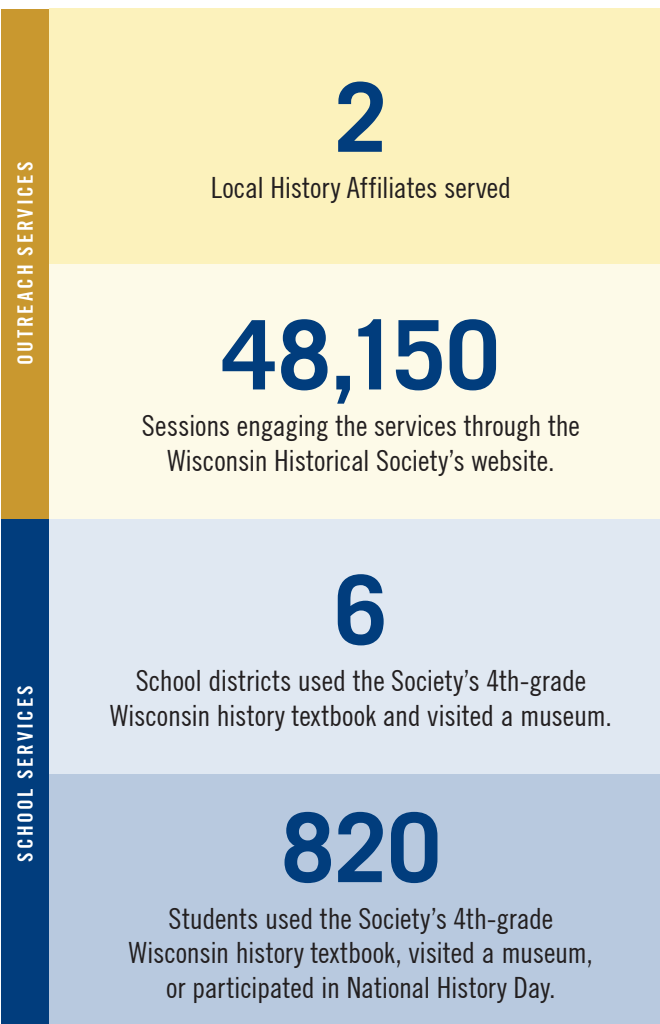 OUTREACH SERVICES
2
Local History Affiliates served
48,150
Sessions engaging the services through the
Wisconsin Historical Society's website.
SCHOOL SERVICES
6
School districts used the Society's 4th-grade
Wisconsin history textbook and visited a museum.
820
Students used the Society's 4th-grade
Wisconsin history textbook, visited a museum,
or participated in National History Day.